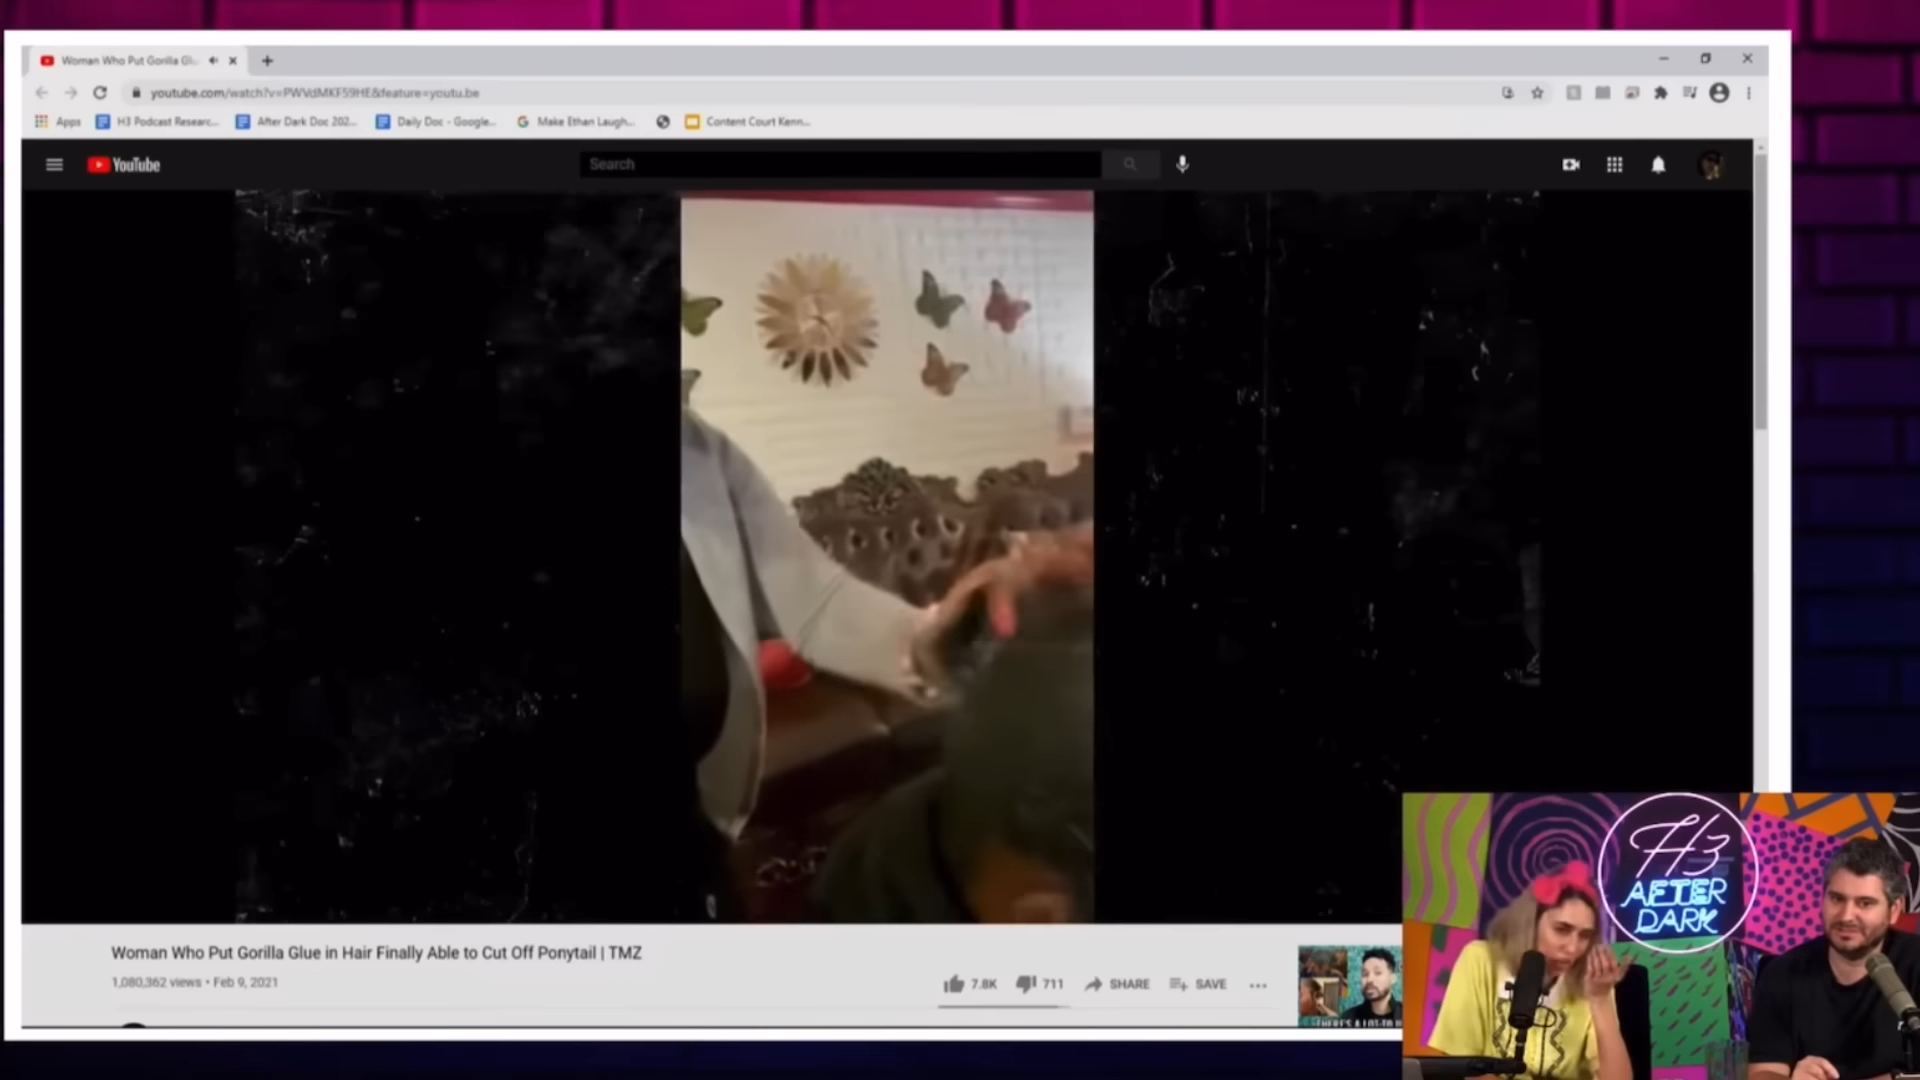 Woman Who Put Gorilla Gl
youtube.com/watch?v=PWVdMKF59HE&feature=youtu.be
Apps H3 Podcast Researc... After Dark Doc 202... Daily Doc - Google... Make Ethan Laugh... Content Court Kenn...
YouTube Search
H3
AFTER
DARK
Woman Who Put Gorilla Glue in Hair Finally Able to Cut Off Ponytail | TMZ
1,080,362 views • Feb 9, 2021
7.8K 711 SHARE SAVE
THERE'S A LOT TO